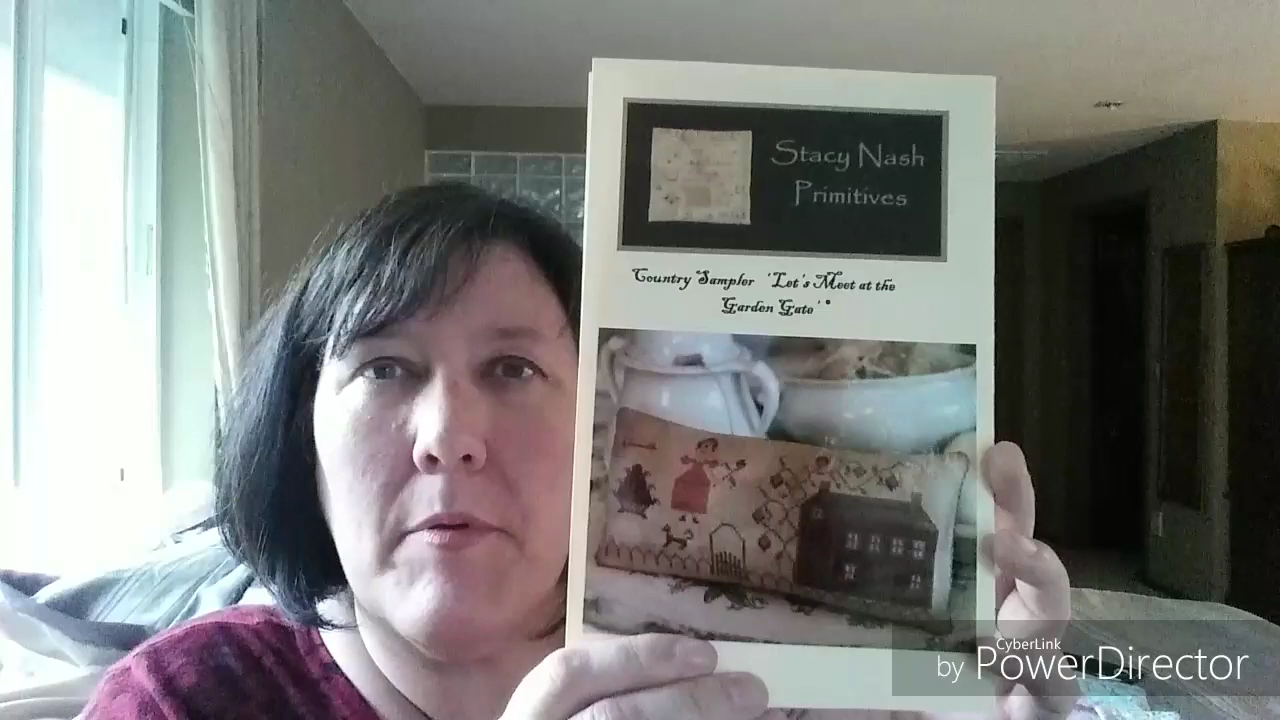 Stacy Nash
Primitives
Country Sampler 'Let's Meet at the
Garden Gate'
CyberLink
by PowerDirector